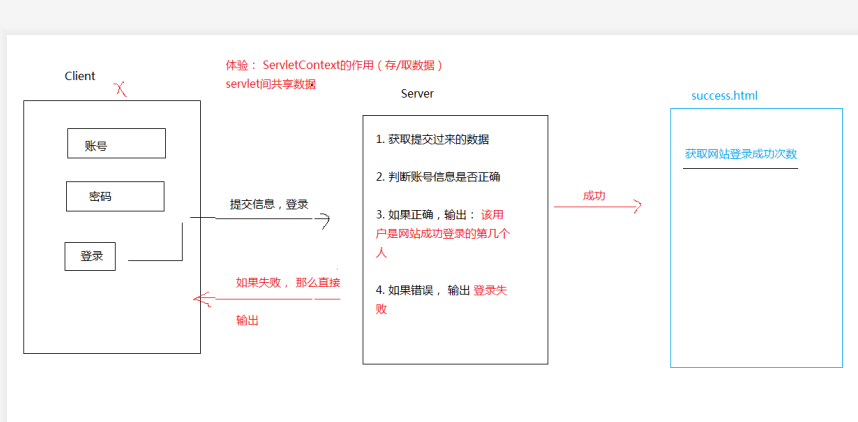 体验： ServletContext的作用（存/取数据）
servlet间共享数据
Client
Server
success.html
账号
密码
登录
提交信息，登录
如果失败， 那么直接
输出
1. 获取提交过来的数据
2. 判断账号信息是否正确
3. 如果正确，输出： 该用
户是网站成功登录的第几个
人
4. 如果错误， 输出 登录失
败
成功
获取网站登录成功次数